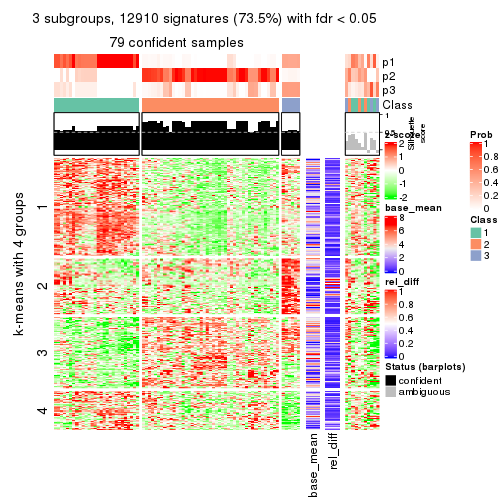 3 subgroups, 12910 signatures (73.5%) with fdr < 0.05
79 confident samples
p1
p2
p3
Class
1
0.5
0
Silhouette
score
k-means with 4 groups
1
2
3
4
base_mean
rel_diff
z-score
2
1
0
-1
-2
base_mean
8
6
4
2
0
rel_diff
1
0.8
0.6
0.4
0.2
0
Status (barplots)
confident
ambiguous
Prob
1
0.8
0.6
0.4
0.2
0
Class
1
2
3